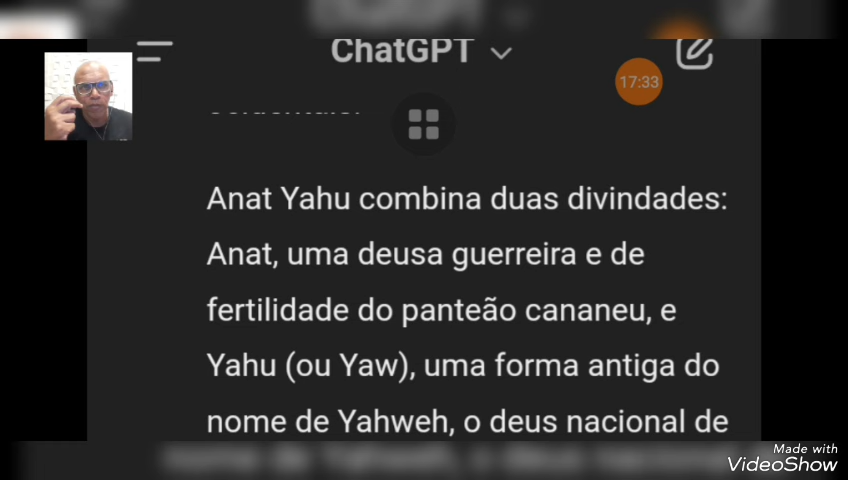 ChatGPT
17:33
Anat Yahu combina duas divindades:
Anat, uma deusa guerreira e de
fertilidade do panteão cananeu, e
Yahu (ou Yaw), uma forma antiga do
nome de Yahweh, o deus nacional de
Made with
VideoShow